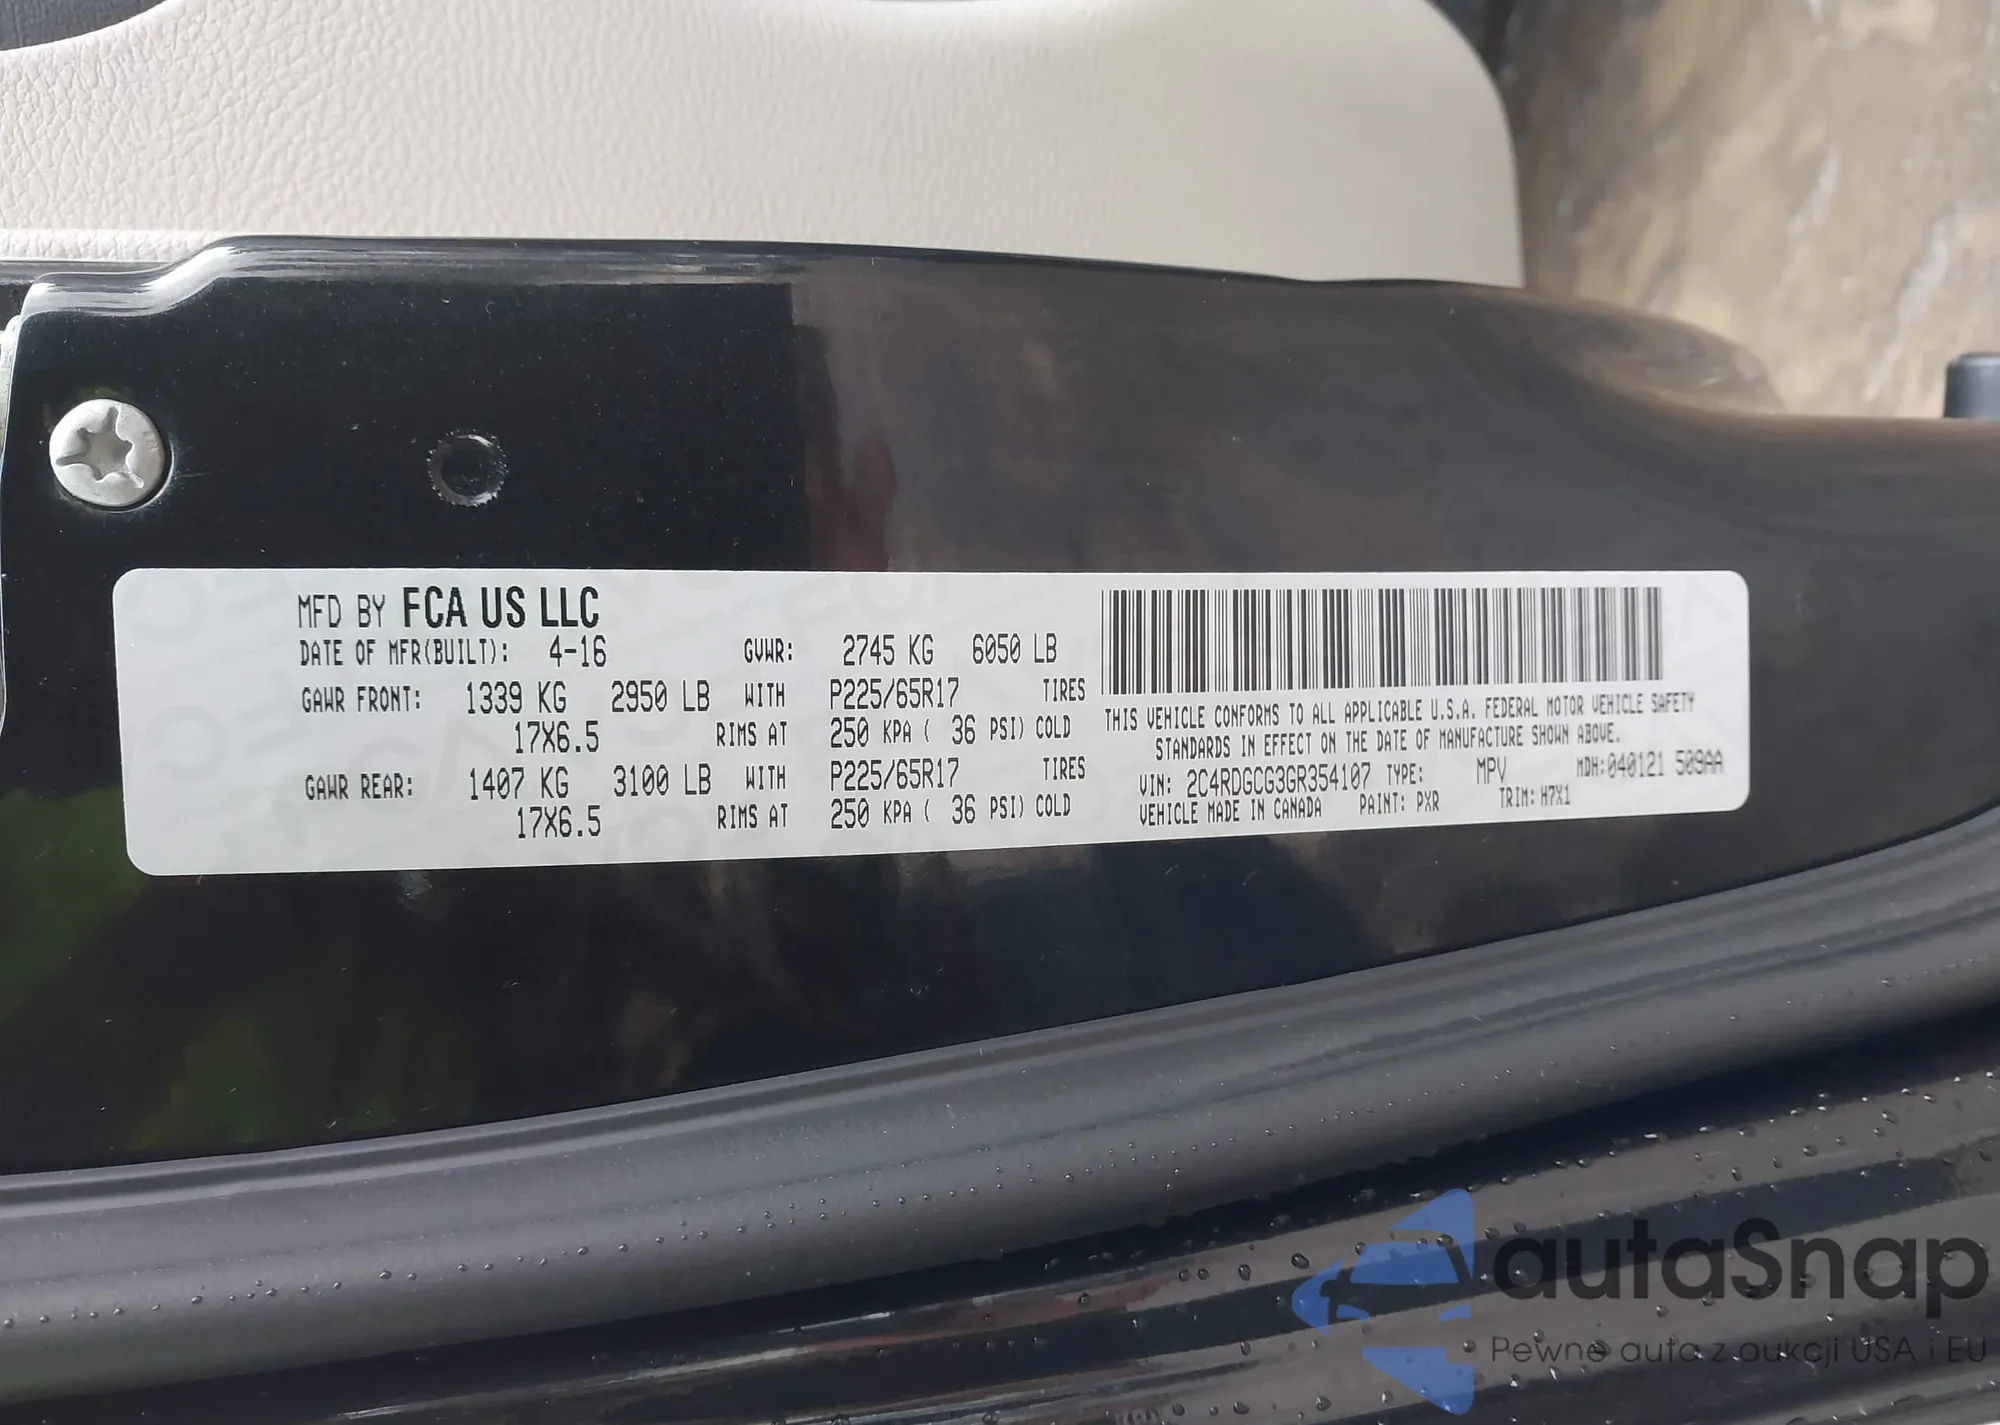 MFD BY FCA US LLC
DATE OF MFR(BUILT): 4-16 GVWR: 2745 KG 6050 LB
GAWR FRONT: 1339 KG 2950 LB WITH P225/65R17 TIRES
17X6.5 RIMS AT 250 KPA ( 36 PSI) COLD
GAWR REAR: 1407 KG 3100 LB WITH P225/65R17 TIRES
17X6.5 RIMS AT 250 KPA ( 36 PSI) COLD
THIS VEHICLE CONFORMS TO ALL APPLICABLE U.S.A. FEDERAL MOTOR VEHICLE SAFETY
STANDARDS IN EFFECT ON THE DATE OF MANUFACTURE SHOWN ABOVE.
VIN: 2C4RDGCG3GR354107 TYPE: MPV MDH:040121 509AA
VEHICLE MADE IN CANADA PAINT: PXR TRIM: H7X1
autaSnap
Pewne auta z aukcji USA i EU